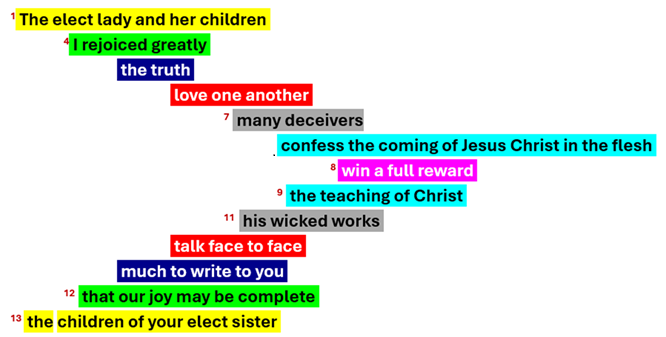 1 The elect lady and her children
4 I rejoiced greatly
the truth
love one another
7 many deceivers
. confess the coming of Jesus Christ in the flesh
8 win a full reward
9 the teaching of Christ
11 his wicked works
talk face to face
much to write to you
12 that our joy may be complete
13 the children of your elect sister